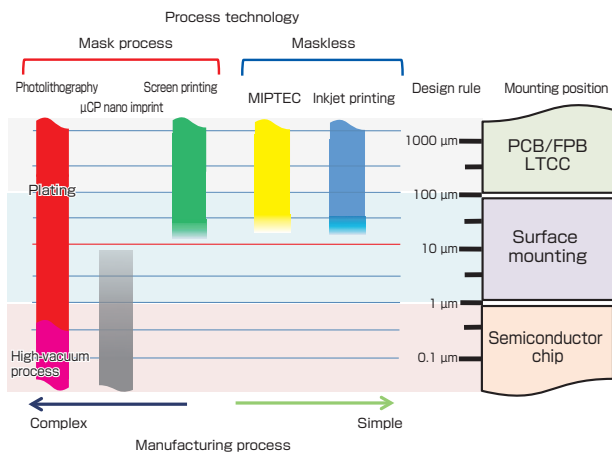 Process technology
Mask process
Maskless
Photolithography
μCP nano imprint
Screen printing
MIPTEC
Inkjet printing
Design rule
Mounting position
1000 μm
100 μm
10 μm
1 μm
0.1 μm
PCB/FPB
LTCC
Surface
mounting
Semiconductor
chip
Plating
High-vacuum
process
Complex
Simple
Manufacturing process